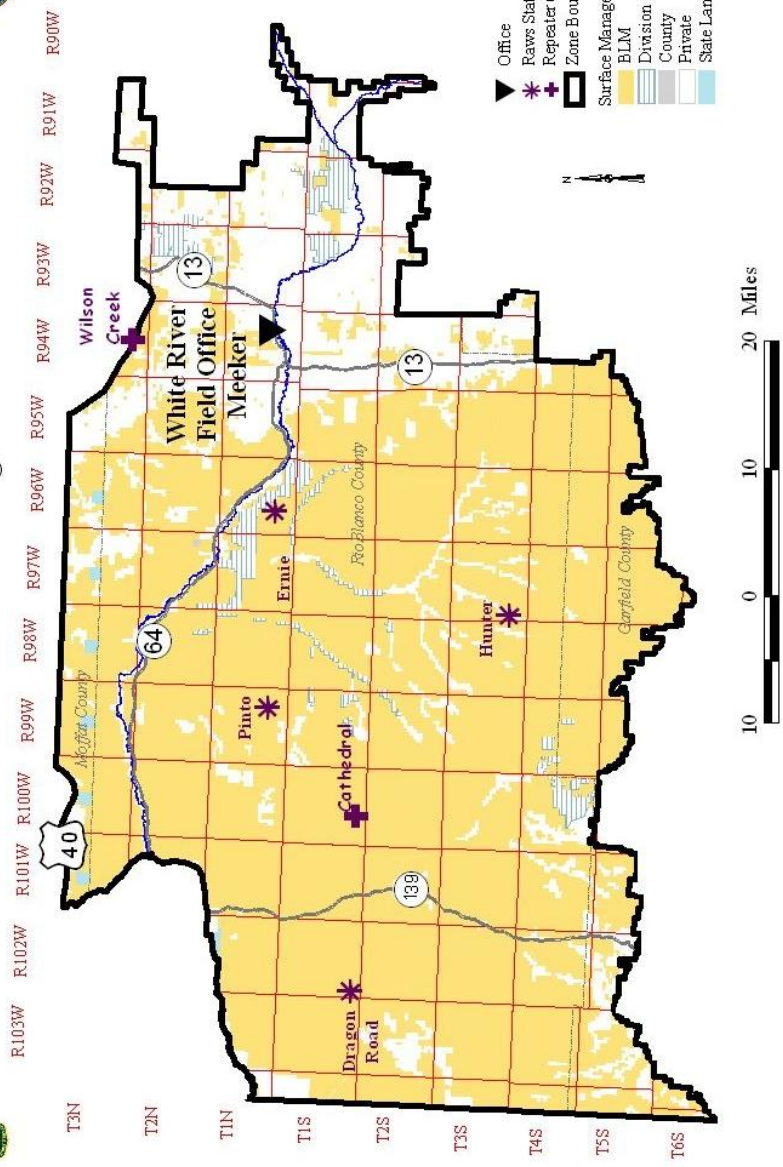 R103W
R102W
R101W
R100W
R99W
R98W
R97W
R96W
R95W
R94W
R93W
R92W
R91W
R90W
T3N
T2N
T1N
T1S
T2S
T3S
T4S
T5S
T6S
40
Moffat County
64
Wilson
Creek
13
White River
Field Office
Meeker
Pinto
Ernie
Cathedral
Rio Blanco County
13
139
Dragon
Road
Hunter
Garfield County
Office
Raws
Repeater
Zone
Surface
BLM
Division
County
Private
State
N
10
0
10
20
Miles